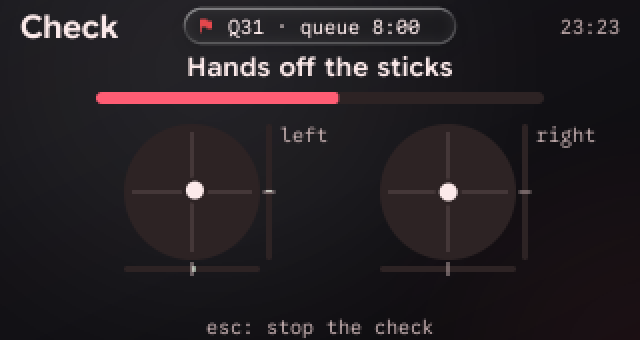 Check
Q31 · queue 8:00
23:23
Hands off the sticks
left
right
esc: stop the check